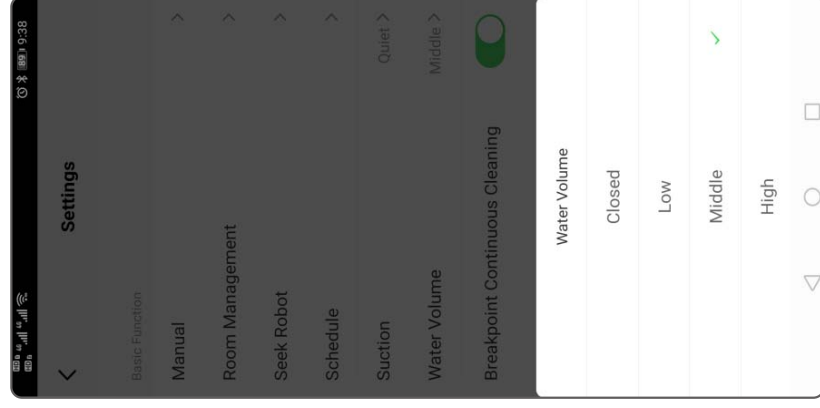 89 9:38
Settings
Basic Function
Manual
Room Management
Seek Robot
Schedule
Suction Quiet
Water Volume Middle
Breakpoint Continuous Cleaning
Water Volume
Closed
Low
Middle
High